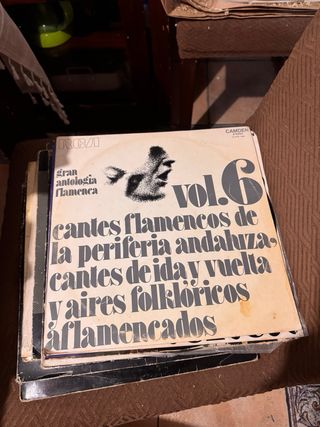 RCA
CAMDEN
gran
antología
flamenca
vol.6
cantes flamencos de
la periferia andaluza,
cantes de ida y vuelta
y aires folklóricos
aflamencados